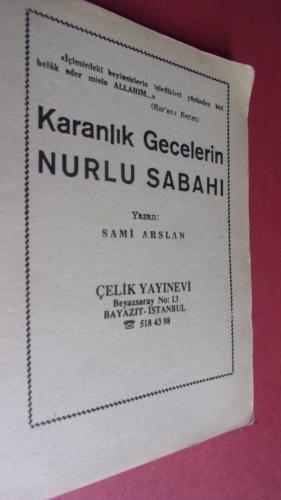 «İçimirdeki beyinsizlerin işledikleri yüzünden bizi
helâk eder misin ALLAHIM...»
(Kur'an-ı Kerim)
Karanlık Gecelerin
NURLU SABAHI
Yazan:
SAMİ ARSLAN
ÇELİK YAYINEVİ
Beyazsaray No: 13
BAYAZIT-İSTANBUL
☎ 518 43 98